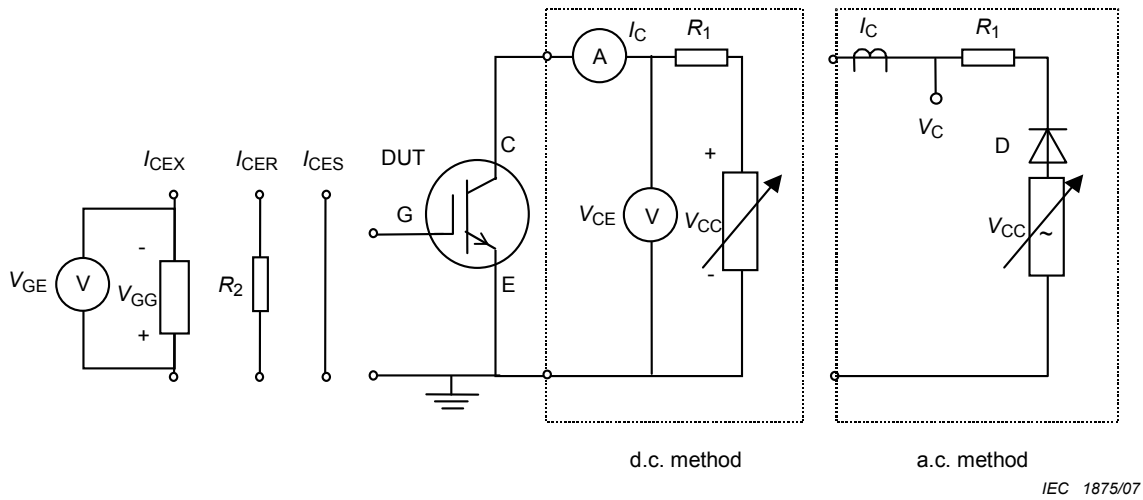 I_C R_1
A
I_C R_1
V_C
D
C
DUT
G
E
I_CEX I_CER I_CES
-
V_GE V V_GG R_2
+
+
V_CE V V_CC
-
V_CC ~
d.c. method a.c. method
IEC 1875/07